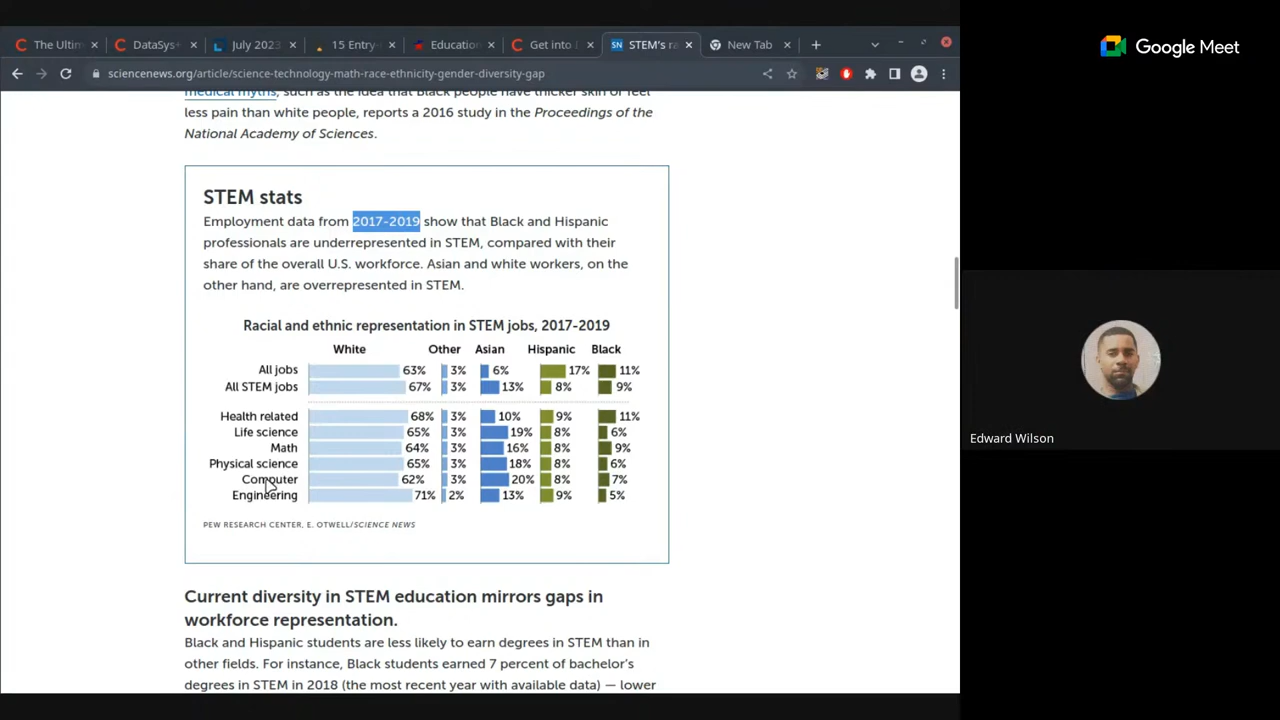 The Ultim
DataSys
July 2023
15 Entry-
Education
Get into
STEM's ra
New Tab
sciencenews.org/article/science-technology-math-race-ethnicity-gender-diversity-gap
Google Meet
medical myths, such as the idea that Black people have thicker skin or feel
less pain than white people, reports a 2016 study in the Proceedings of the
National Academy of Sciences.
STEM stats
Employment data from 2017-2019 show that Black and Hispanic
professionals are underrepresented in STEM, compared with their
share of the overall U.S. workforce. Asian and white workers, on the
other hand, are overrepresented in STEM.
Racial and ethnic representation in STEM jobs, 2017-2019
White Other Asian Hispanic Black
All jobs 63% 3% 6% 17% 11%
All STEM jobs 67% 3% 13% 8% 9%
Health related 68% 3% 10% 9% 11%
Life science 65% 3% 19% 8% 6%
Math 64% 3% 16% 8% 9%
Physical science 65% 3% 18% 8% 6%
Computer 62% 3% 20% 8% 7%
Engineering 71% 2% 13% 9% 5%
PEW RESEARCH CENTER, E. OTWELL/SCIENCE NEWS
Current diversity in STEM education mirrors gaps in
workforce representation.
Black and Hispanic students are less likely to earn degrees in STEM than in
other fields. For instance, Black students earned 7 percent of bachelor's
degrees in STEM in 2018 (the most recent year with available data) — lower
Edward Wilson